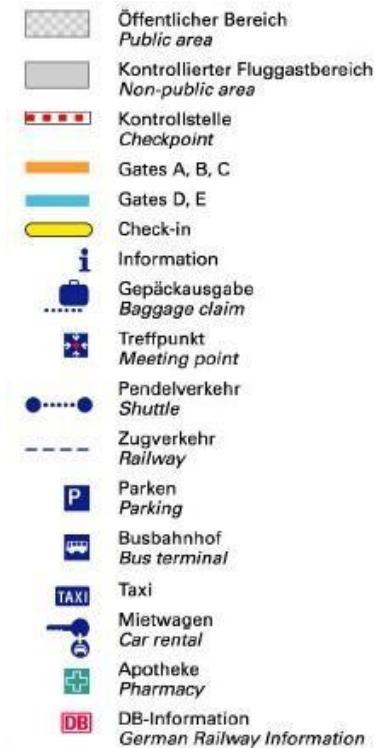 Öffentlicher Bereich
Public area
Kontrollierter Fluggastbereich
Non-public area
Kontrollstelle
Checkpoint
Gates A, B, C
Gates D, E
Check-in
i Information
Gepäckausgabe
Baggage claim
Treffpunkt
Meeting point
Pendelverkehr
Shuttle
Zugverkehr
Railway
P Parken
Parking
Busbahnhof
Bus terminal
TAXI Taxi
Mietwagen
Car rental
Apotheke
Pharmacy
DB DB-Information
German Railway Information